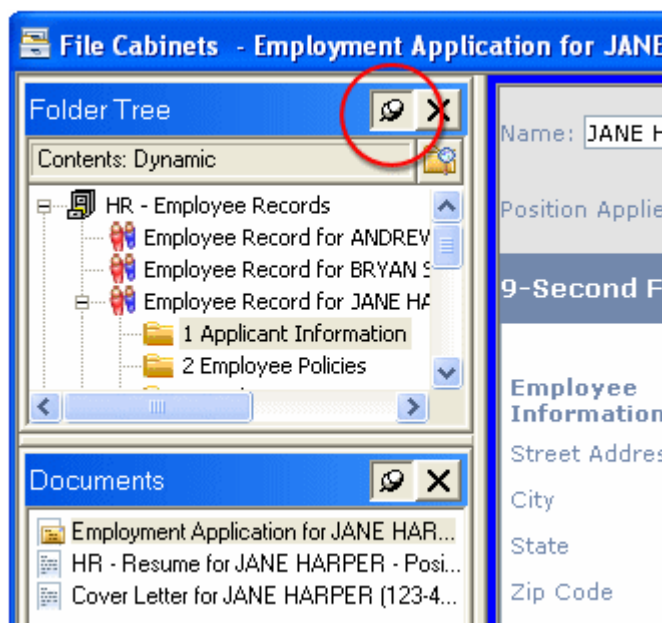 File Cabinets - Employment Application for JANE
Folder Tree
Contents: Dynamic
HR - Employee Records
Employee Record for ANDREW
Employee Record for BRYAN S
Employee Record for JANE HA
1 Applicant Information
2 Employee Policies
Documents
Employment Application for JANE HAR...
HR - Resume for JANE HARPER - Posi...
Cover Letter for JANE HARPER (123-4...
Name: JANE H
Position Applie
9-Second F
Employee
Information
Street Addres
City
State
Zip Code